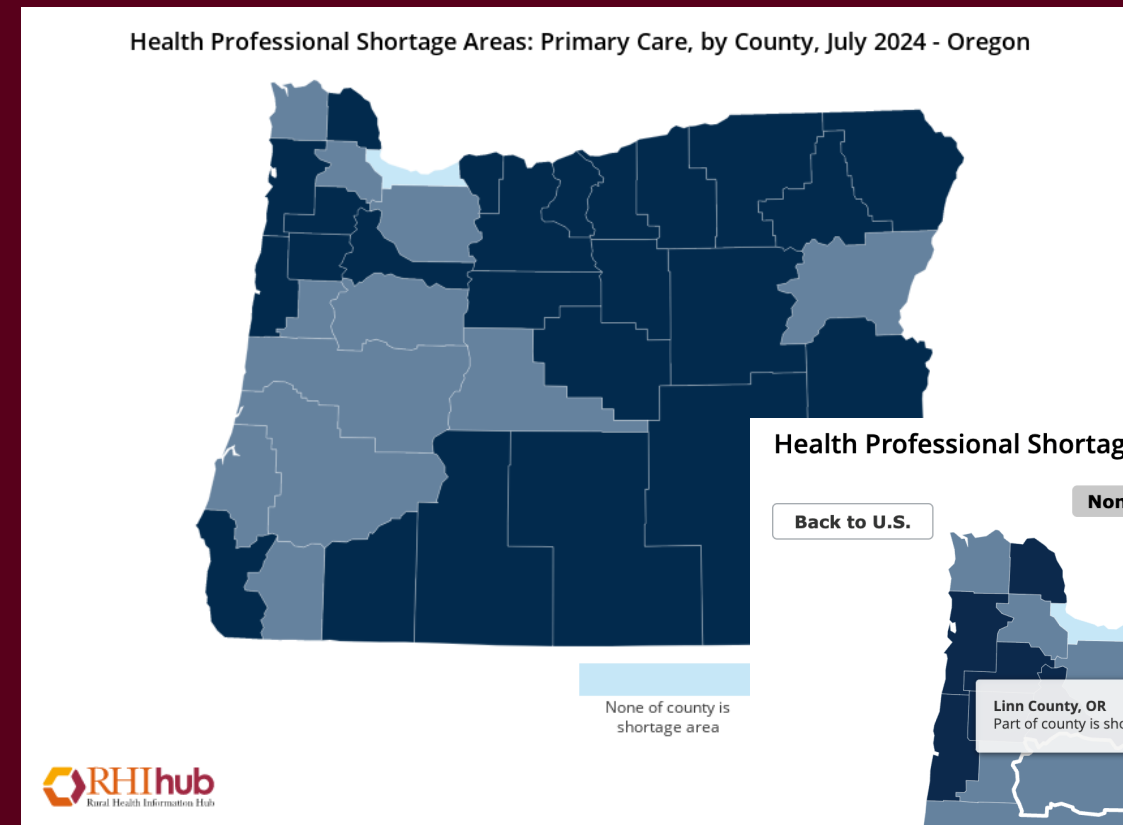 Health Professional Shortage Areas: Primary Care, by County, July 2024 - Oregon
None of county is
shortage area
RHIhub
Rural Health Information Hub
Health Professional Shortag
Non
Back to U.S.
Linn County, OR
Part of county is sho